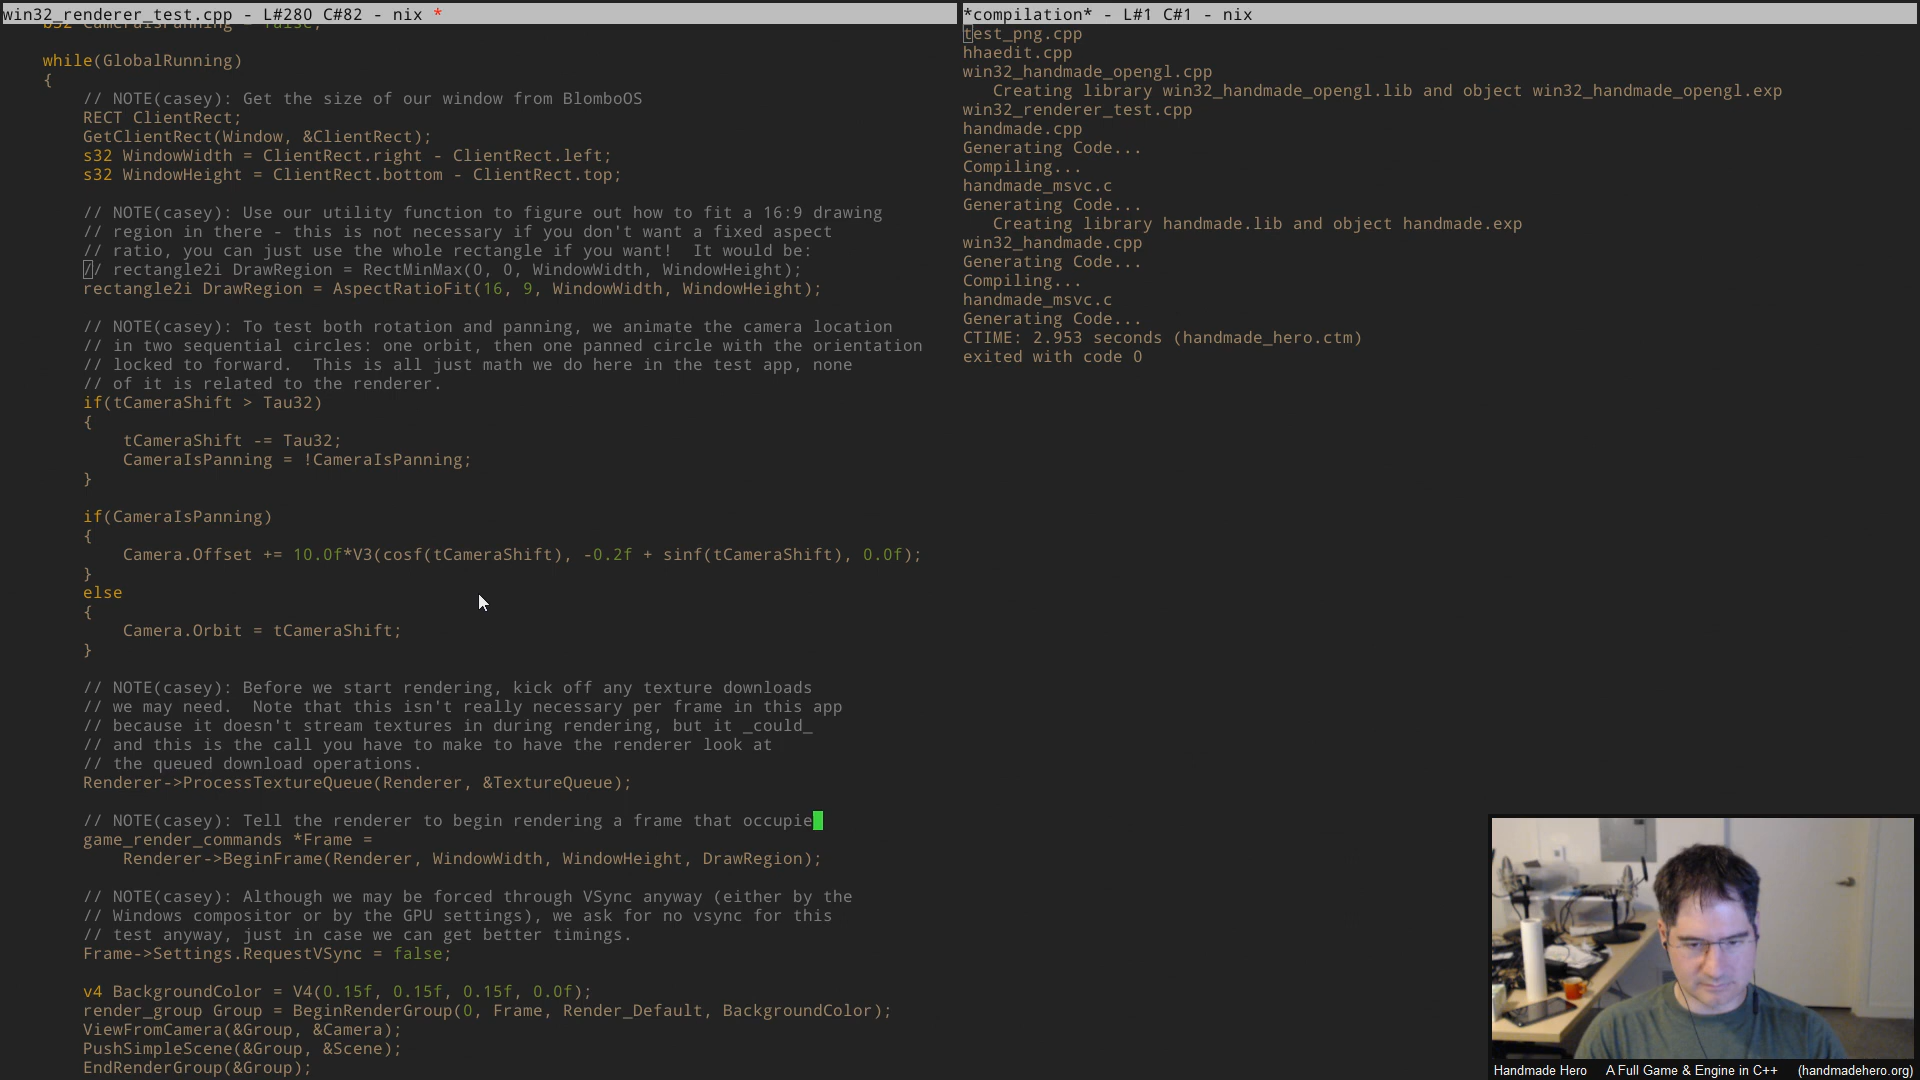 win32_renderer_test.cpp - L#280 C#82 - nix *
b32 CameraIsPanning = false;
while(GlobalRunning)
{
// NOTE(casey): Get the size of our window from BlomboOS
RECT ClientRect;
GetClientRect(Window, &ClientRect);
s32 WindowWidth = ClientRect.right - ClientRect.left;
s32 WindowHeight = ClientRect.bottom - ClientRect.top;
// NOTE(casey): Use our utility function to figure out how to fit a 16:9 drawing
// region in there - this is not necessary if you don't want a fixed aspect
// ratio, you can just use the whole rectangle if you want!  It would be:
// rectangle2i DrawRegion = RectMinMax(0, 0, WindowWidth, WindowHeight);
rectangle2i DrawRegion = AspectRatioFit(16, 9, WindowWidth, WindowHeight);
// NOTE(casey): To test both rotation and panning, we animate the camera location
// in two sequential circles: one orbit, then one panned circle with the orientation
// locked to forward.  This is all just math we do here in the test app, none
// of it is related to the renderer.
if(tCameraShift > Tau32)
{
tCameraShift -= Tau32;
CameraIsPanning = !CameraIsPanning;
}
if(CameraIsPanning)
{
Camera.Offset += 10.0f*V3(cosf(tCameraShift), -0.2f + sinf(tCameraShift), 0.0f);
}
else
{
Camera.Orbit = tCameraShift;
}
// NOTE(casey): Before we start rendering, kick off any texture downloads
// we may need.  Note that this isn't really necessary per frame in this app
// because it doesn't stream textures in during rendering, but it _could_
// and this is the call you have to make to have the renderer look at
// the queued download operations.
Renderer->ProcessTextureQueue(Renderer, &TextureQueue);
// NOTE(casey): Tell the renderer to begin rendering a frame that occupie
game_render_commands *Frame =
Renderer->BeginFrame(Renderer, WindowWidth, WindowHeight, DrawRegion);
// NOTE(casey): Although we may be forced through VSync anyway (either by the
// Windows compositor or by the GPU settings), we ask for no vsync for this
// test anyway, just in case we can get better timings.
Frame->Settings.RequestVSync = false;
v4 BackgroundColor = V4(0.15f, 0.15f, 0.15f, 0.0f);
render_group Group = BeginRenderGroup(0, Frame, Render_Default, BackgroundColor);
ViewFromCamera(&Group, &Camera);
PushSimpleScene(&Group, &Scene);
EndRenderGroup(&Group);
*compilation* - L#1 C#1 - nix
test_png.cpp
hhaedit.cpp
win32_handmade_opengl.cpp
Creating library win32_handmade_opengl.lib and object win32_handmade_opengl.exp
win32_renderer_test.cpp
handmade.cpp
Generating Code...
Compiling...
handmade_msvc.c
Generating Code...
Creating library handmade.lib and object handmade.exp
win32_handmade.cpp
Generating Code...
Compiling...
handmade_msvc.c
Generating Code...
CTIME: 2.953 seconds (handmade_hero.ctm)
exited with code 0
Handmade Hero A Full Game & Engine in C++ (handmadehero.org)